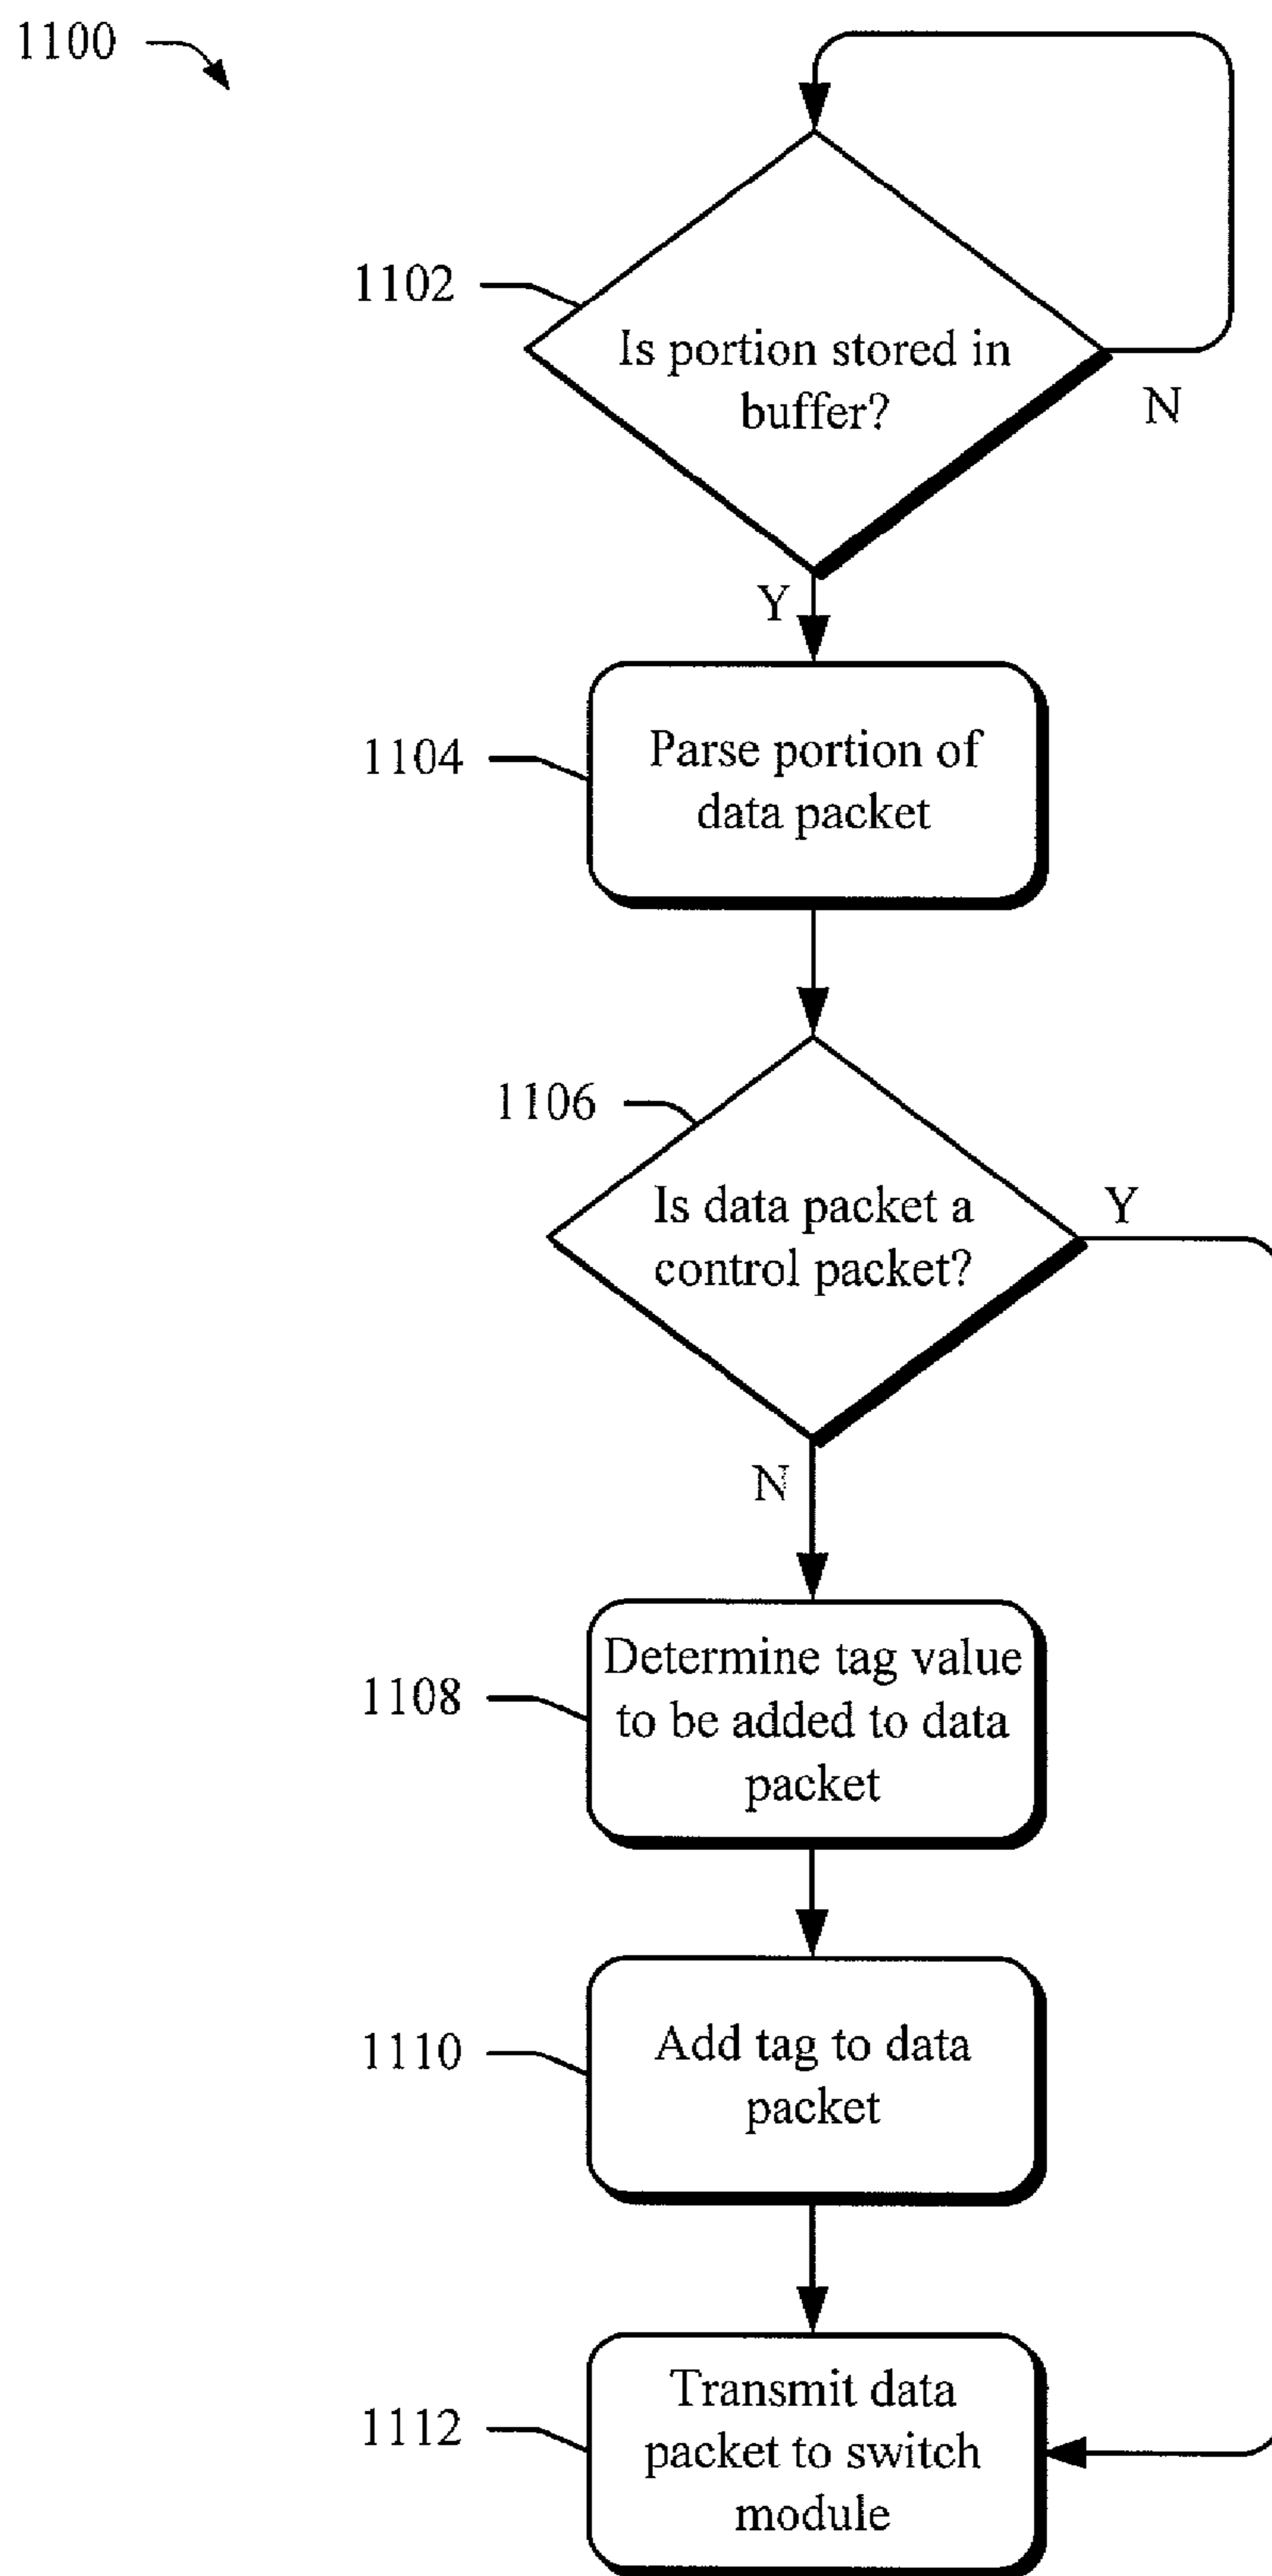 1100
1102
Is portion stored in
buffer?
N
Y
1104
Parse portion of
data packet
1106
Is data packet a
control packet?
Y
N
1108
Determine tag value
to be added to data
packet
1110
Add tag to data
packet
1112
Transmit data
packet to switch
module